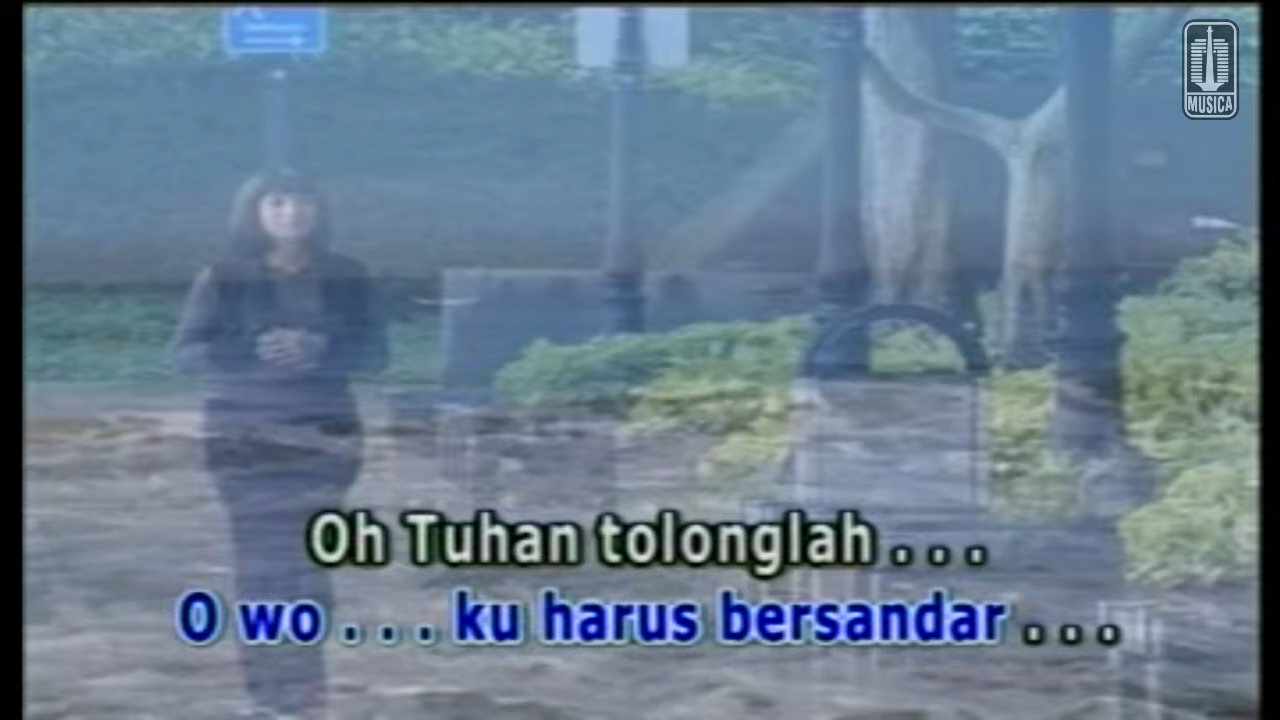 MUSICA
Oh Tuhan tolonglah . . .
O wo . . . ku harus bersandar . . .